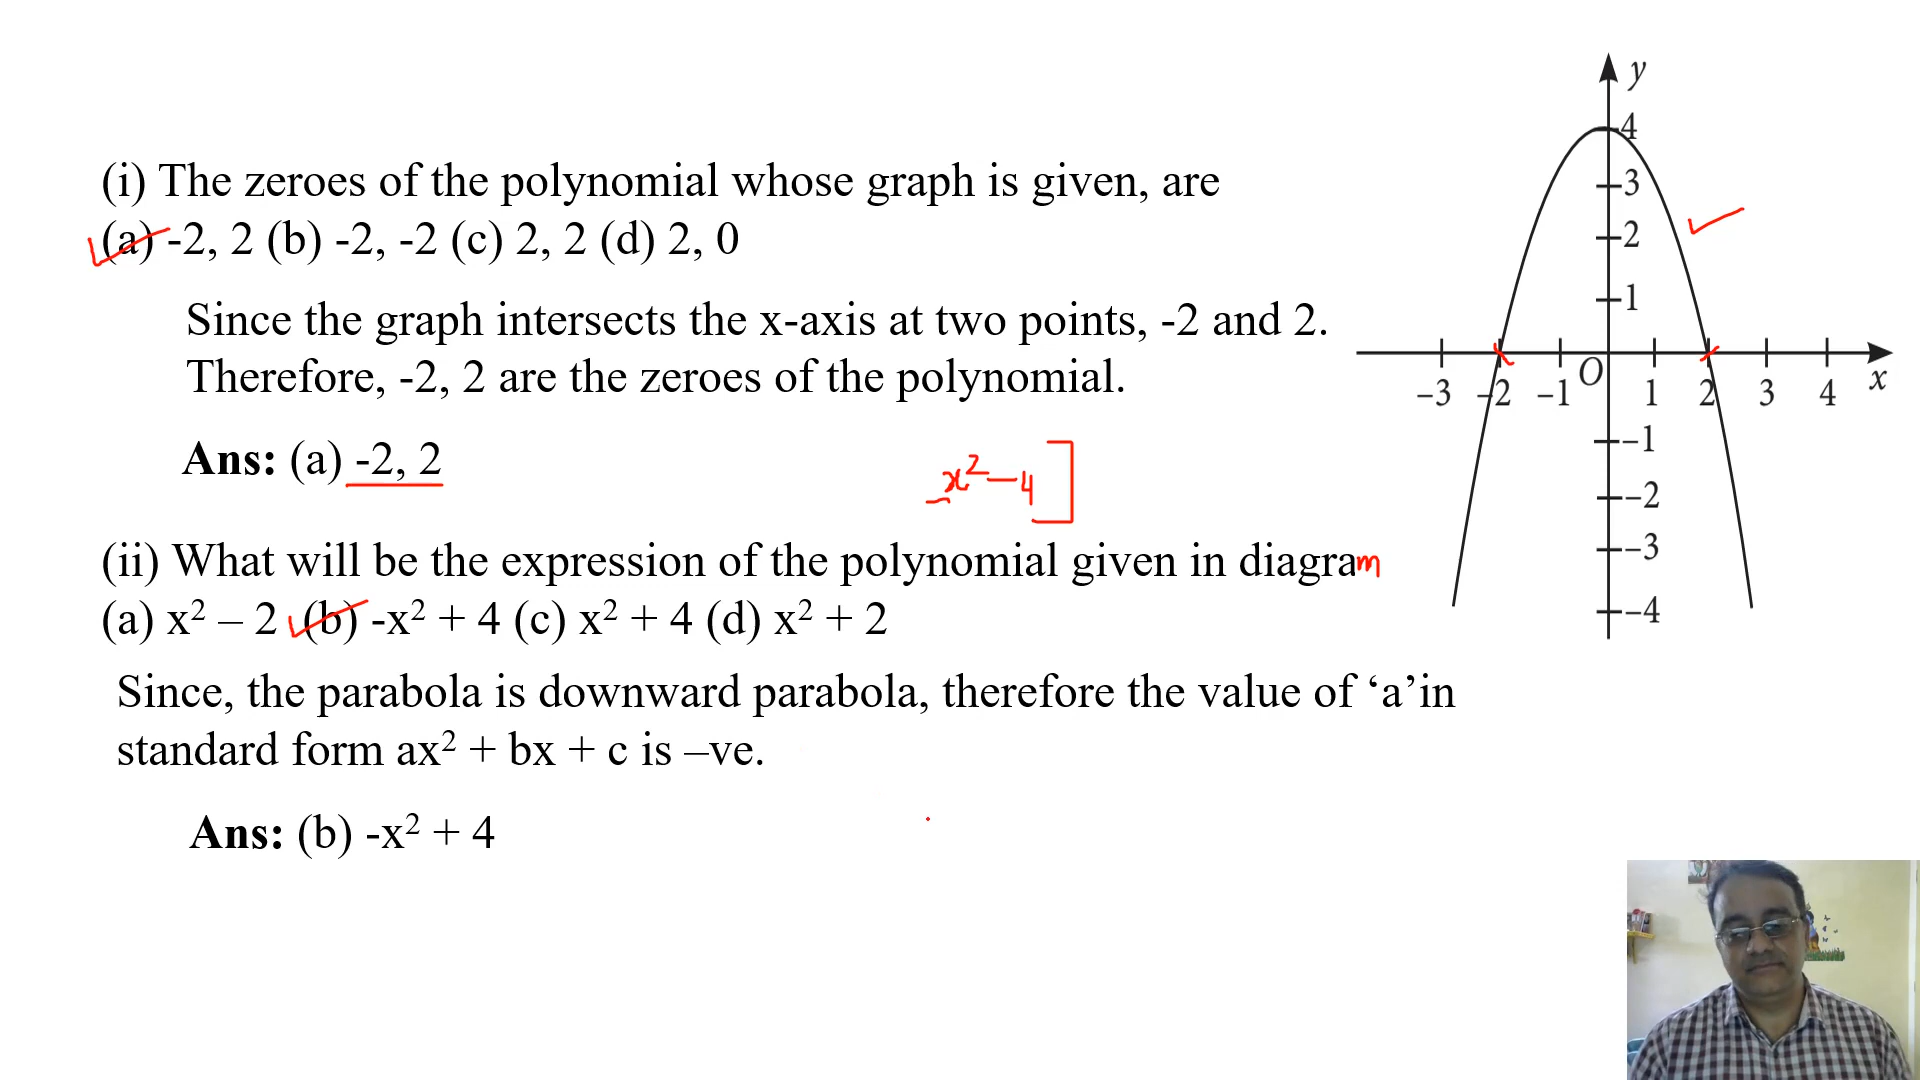 (i) The zeroes of the polynomial whose graph is given, are
(a) -2, 2 (b) -2, -2 (c) 2, 2 (d) 2, 0
Since the graph intersects the x-axis at two points, -2 and 2.
Therefore, -2, 2 are the zeroes of the polynomial.
Ans: (a) -2, 2
x² – 4
(ii) What will be the expression of the polynomial given in diagram
(a) x² – 2 (b) -x² + 4 (c) x² + 4 (d) x² + 2
Since, the parabola is downward parabola, therefore the value of ‘a’in
standard form ax² + bx + c is –ve.
Ans: (b) -x² + 4
y
4
3
2
1
–3 –2 –1 O 1 2 3 4 x
–1
–2
–3
–4